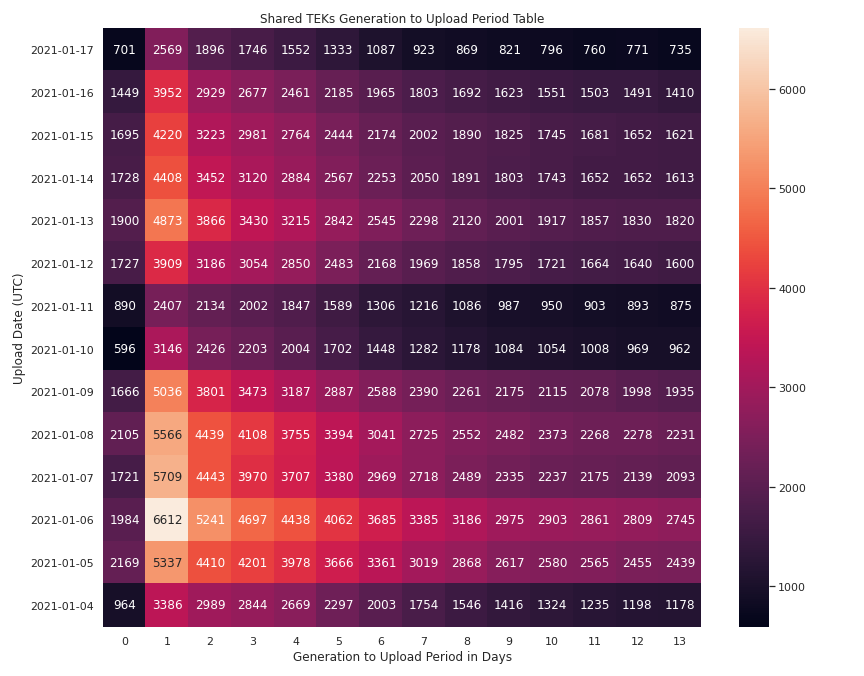 Shared TEKs Generation to Upload Period Table
Upload Date (UTC)
2021-01-17 701 2569 1896 1746 1552 1333 1087 923 869 821 796 760 771 735
2021-01-16 1449 3952 2929 2677 2461 2185 1965 1803 1692 1623 1551 1503 1491 1410
2021-01-15 1695 4220 3223 2981 2764 2444 2174 2002 1890 1825 1745 1681 1652 1621
2021-01-14 1728 4408 3452 3120 2884 2567 2253 2050 1891 1803 1743 1652 1652 1613
2021-01-13 1900 4873 3866 3430 3215 2842 2545 2298 2120 2001 1917 1857 1830 1820
2021-01-12 1727 3909 3186 3054 2850 2483 2168 1969 1858 1795 1721 1664 1640 1600
2021-01-11 890 2407 2134 2002 1847 1589 1306 1216 1086 987 950 903 893 875
2021-01-10 596 3146 2426 2203 2004 1702 1448 1282 1178 1084 1054 1008 969 962
2021-01-09 1666 5036 3801 3473 3187 2887 2588 2390 2261 2175 2115 2078 1998 1935
2021-01-08 2105 5566 4439 4108 3755 3394 3041 2725 2552 2482 2373 2268 2278 2231
2021-01-07 1721 5709 4443 3970 3707 3380 2969 2718 2489 2335 2237 2175 2139 2093
2021-01-06 1984 6612 5241 4697 4438 4062 3685 3385 3186 2975 2903 2861 2809 2745
2021-01-05 2169 5337 4410 4201 3978 3666 3361 3019 2868 2617 2580 2565 2455 2439
2021-01-04 964 3386 2989 2844 2669 2297 2003 1754 1546 1416 1324 1235 1198 1178
0 1 2 3 4 5 6 7 8 9 10 11 12 13
Generation to Upload Period in Days
6000
5000
4000
3000
2000
1000